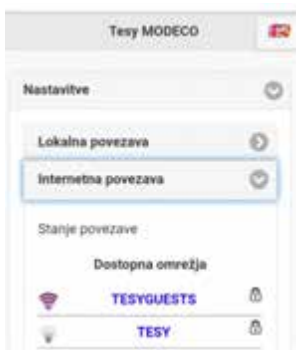 Tesy MODECO
Nastavitve
Lokalna povezava
Internetna povezava
Stanje povezave
Dostopna omrežja
TESYGUESTS
TESY